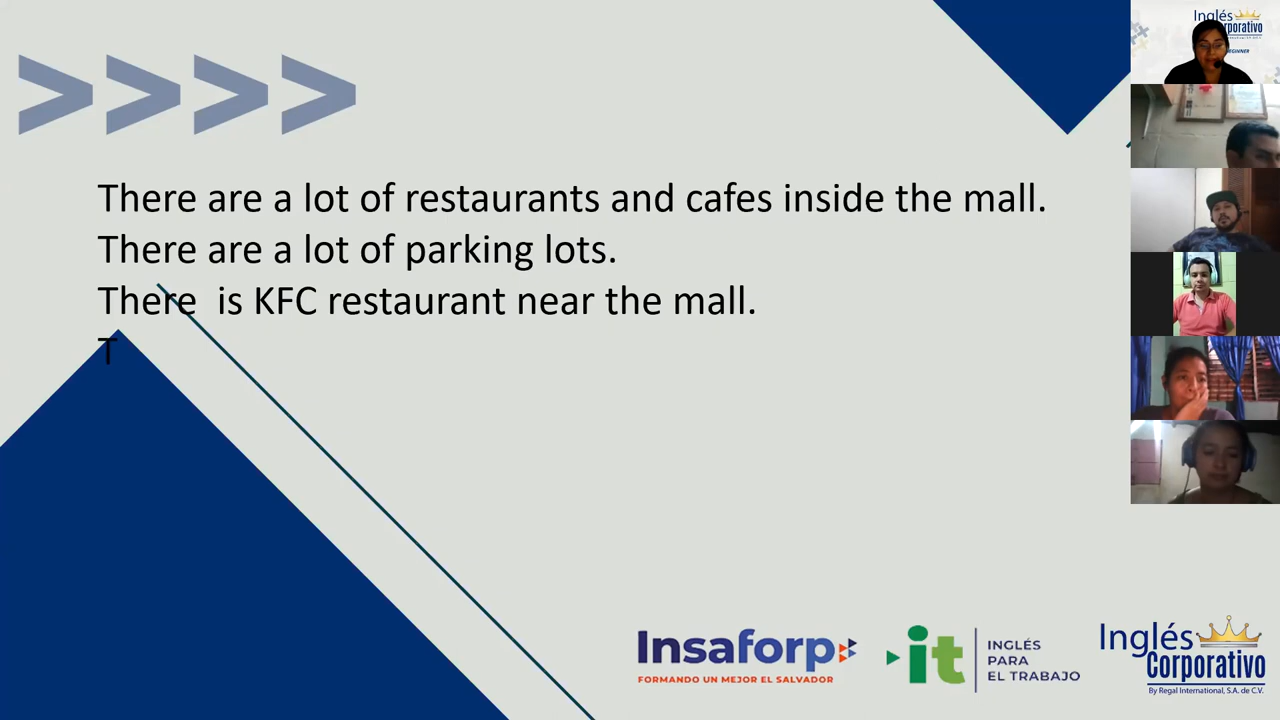 >>>>
There are a lot of restaurants and cafes inside the mall.
There are a lot of parking lots.
There  is KFC restaurant near the mall.
T
Insaforp
FORMANDO UN MEJOR EL SALVADOR
it
INGLÉS
PARA
EL TRABAJO
Inglés
Corporativo
By Regal International, S.A. de C.V.
Inglés